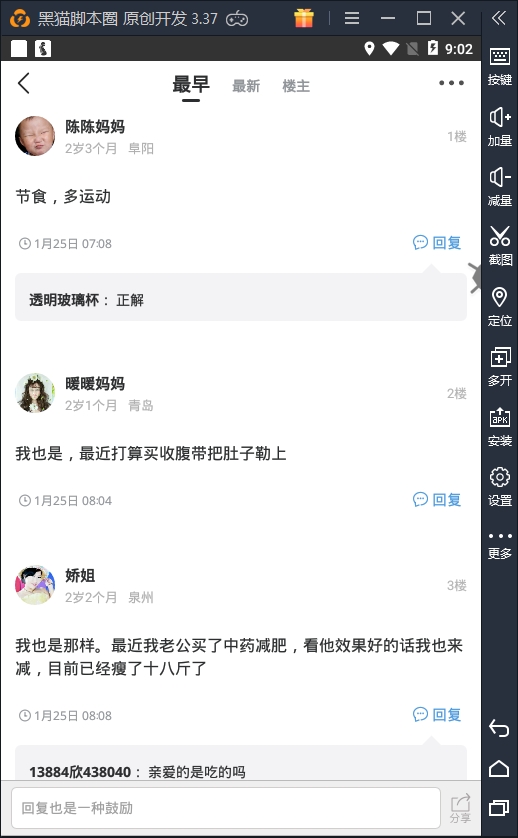 黑猫脚本圈 原创开发 3.37
9:02
最早 最新 楼主
陈陈妈妈
2岁3个月 阜阳
1楼
节食，多运动
1月25日 07:08
回复
透明玻璃杯： 正解
暖暖妈妈
2岁1个月 青岛
2楼
我也是，最近打算买收腹带把肚子勒上
1月25日 08:04
回复
娇姐
2岁2个月 泉州
3楼
我也是那样。最近我老公买了中药减肥，看他效果好的话我也来
减，目前已经瘦了十八斤了
1月25日 08:08
回复
13884欣438040： 亲爱的是吃的吗
回复也是一种鼓励
分享
按键
加量
减量
截图
定位
多开
APK
安装
设置
更多